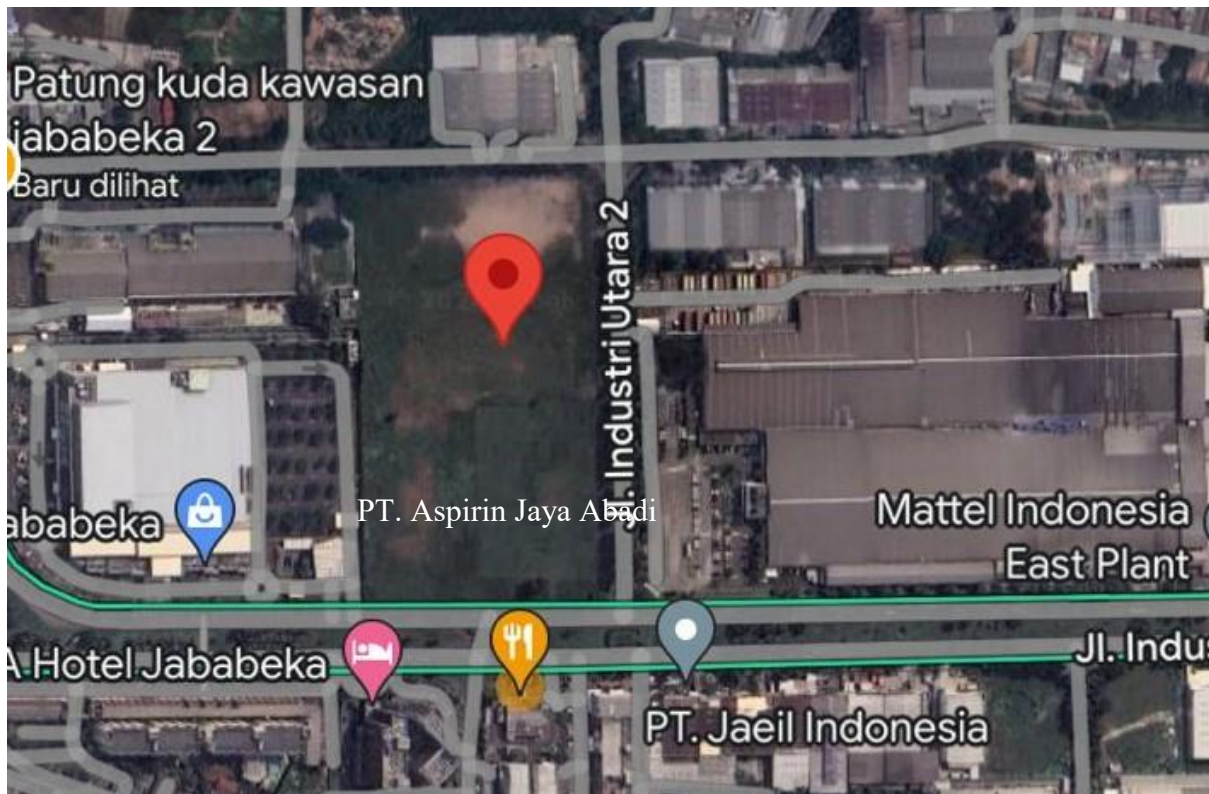 Patung kuda kawasan
jababeka 2
Baru dilihat
Jl. Industri Utara 2
PT. Aspirin Jaya Abadi
ababeka
Mattel Indonesia
East Plant
A Hotel Jababeka
Jl. Indus
PT. Jaeil Indonesia